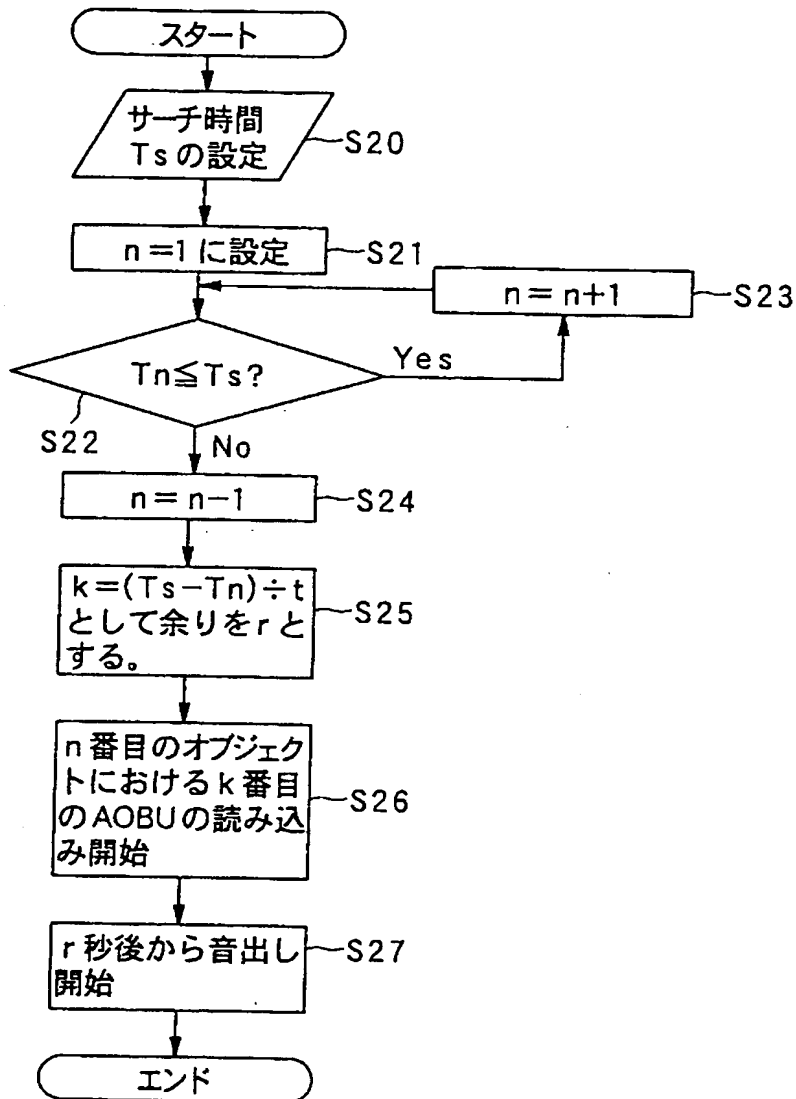 スタート
サーチ時間
Tsの設定
S20
n=1に設定
S21
n=n+1
S23
Tn≦Ts?
Yes
S22
No
n=n-1
S24
k=(Ts-Tn)÷t
として余りをrと
する。
S25
n番目のオブジェク
トにおけるk番目
のAOBUの読み込
み開始
S26
r秒後から音出し
開始
S27
エンド